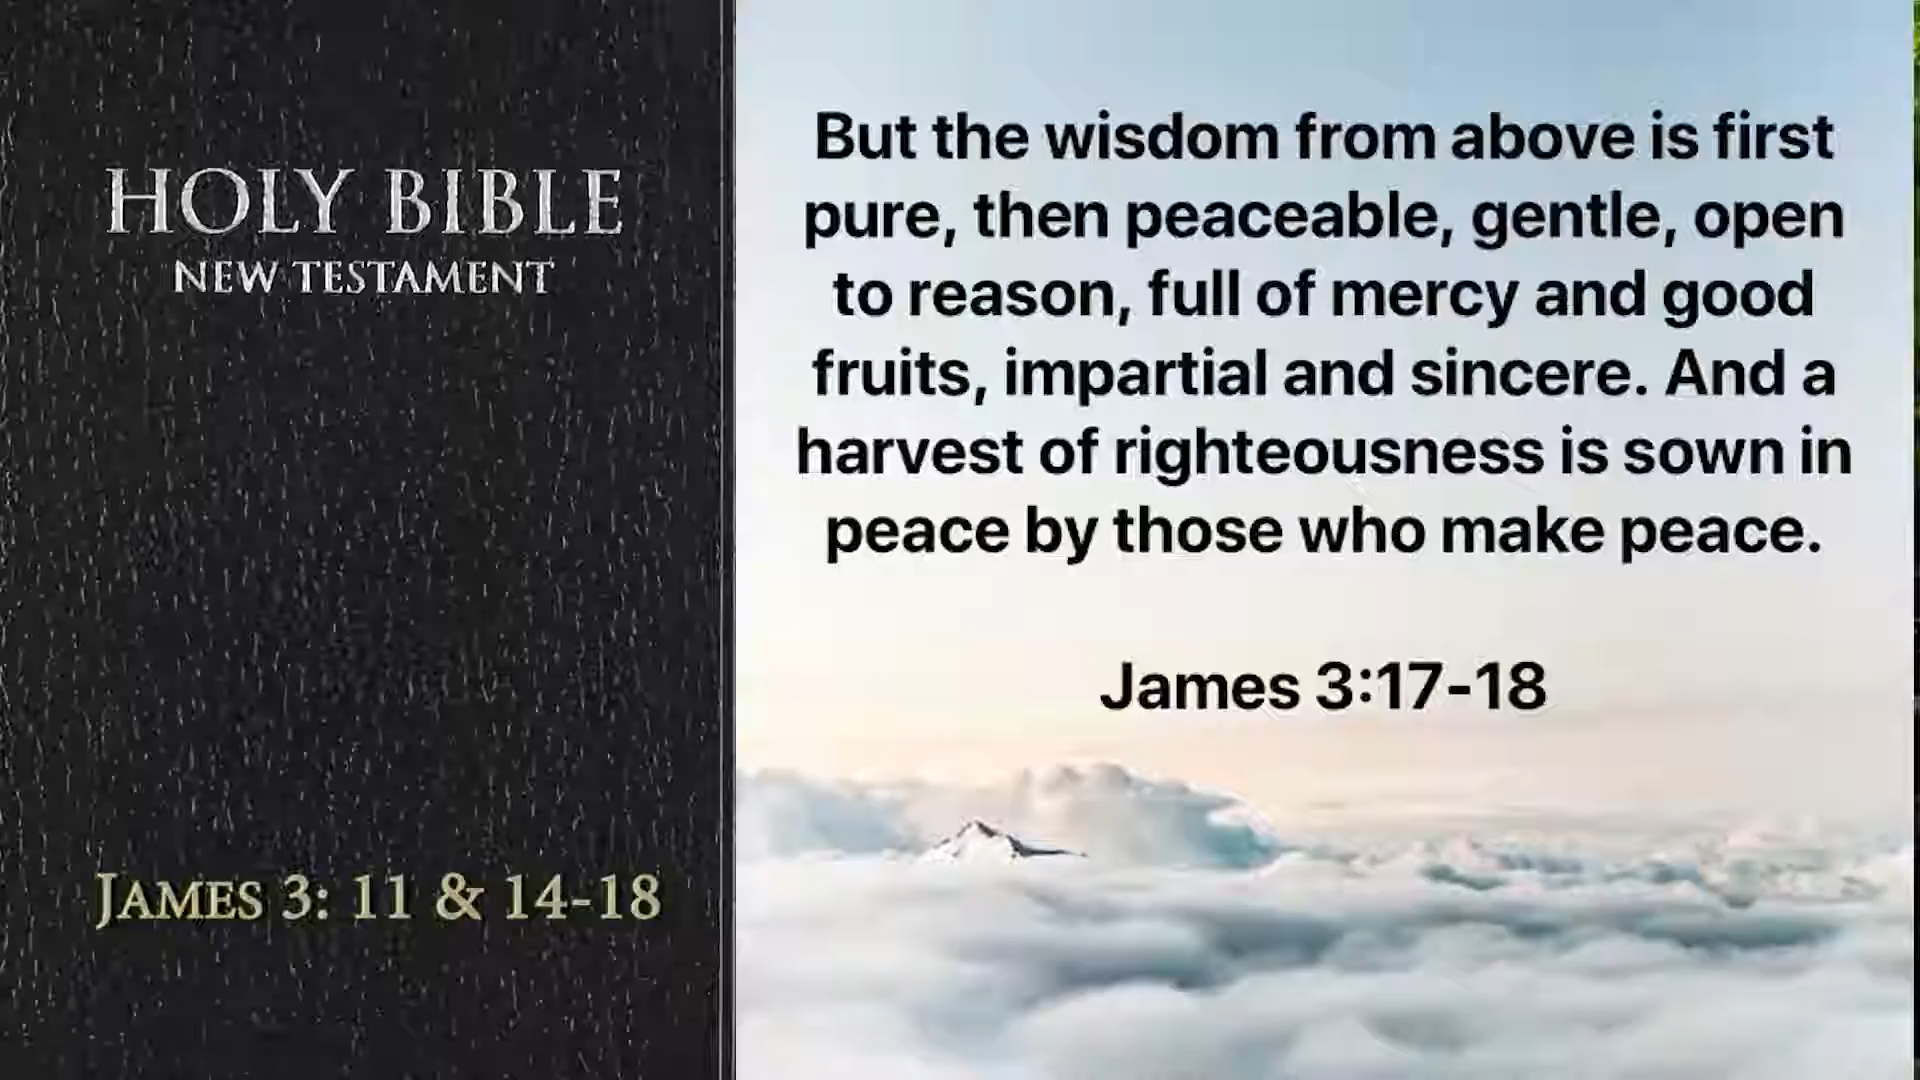 HOLY BIBLE
NEW TESTAMENT
JAMES 3: 11 & 14-18
But the wisdom from above is first
pure, then peaceable, gentle, open
to reason, full of mercy and good
fruits, impartial and sincere. And a
harvest of righteousness is sown in
peace by those who make peace.
James 3:17-18